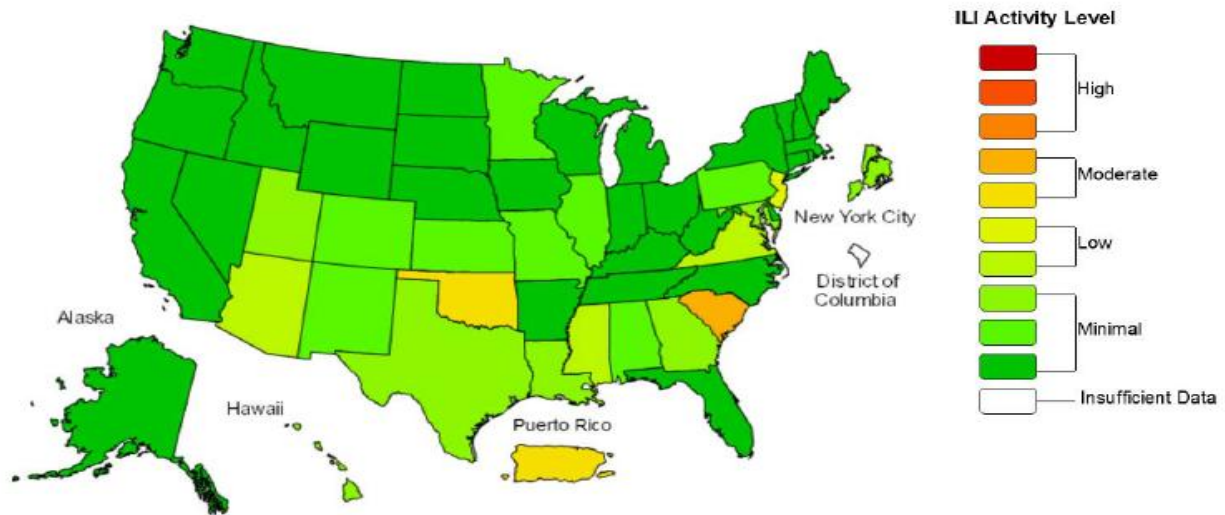 ILI Activity Level
High
Moderate
New York City
Low
District of
Columbia
Alaska
Minimal
Hawaii
Insufficient Data
Puerto Rico